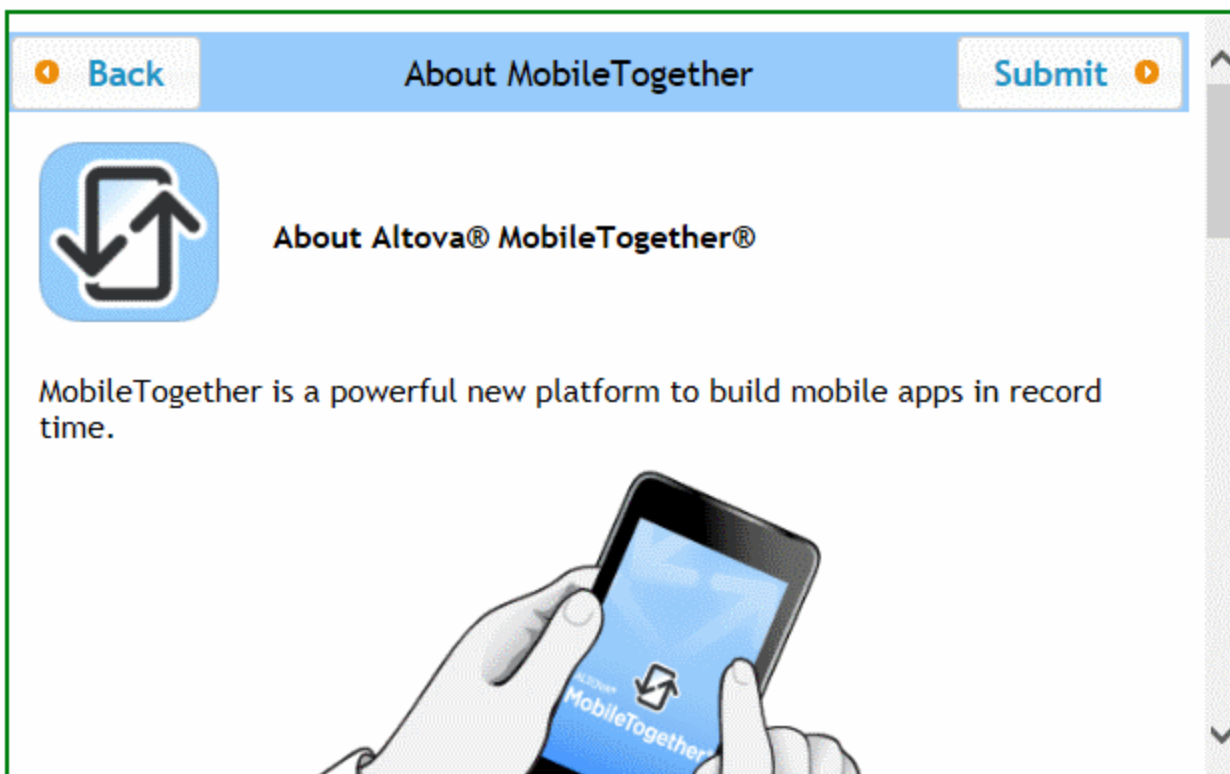 Back About MobileTogether Submit
About Altova® MobileTogether®
MobileTogether is a powerful new platform to build mobile apps in record
time.
ALTOVA®
MobileTogether®